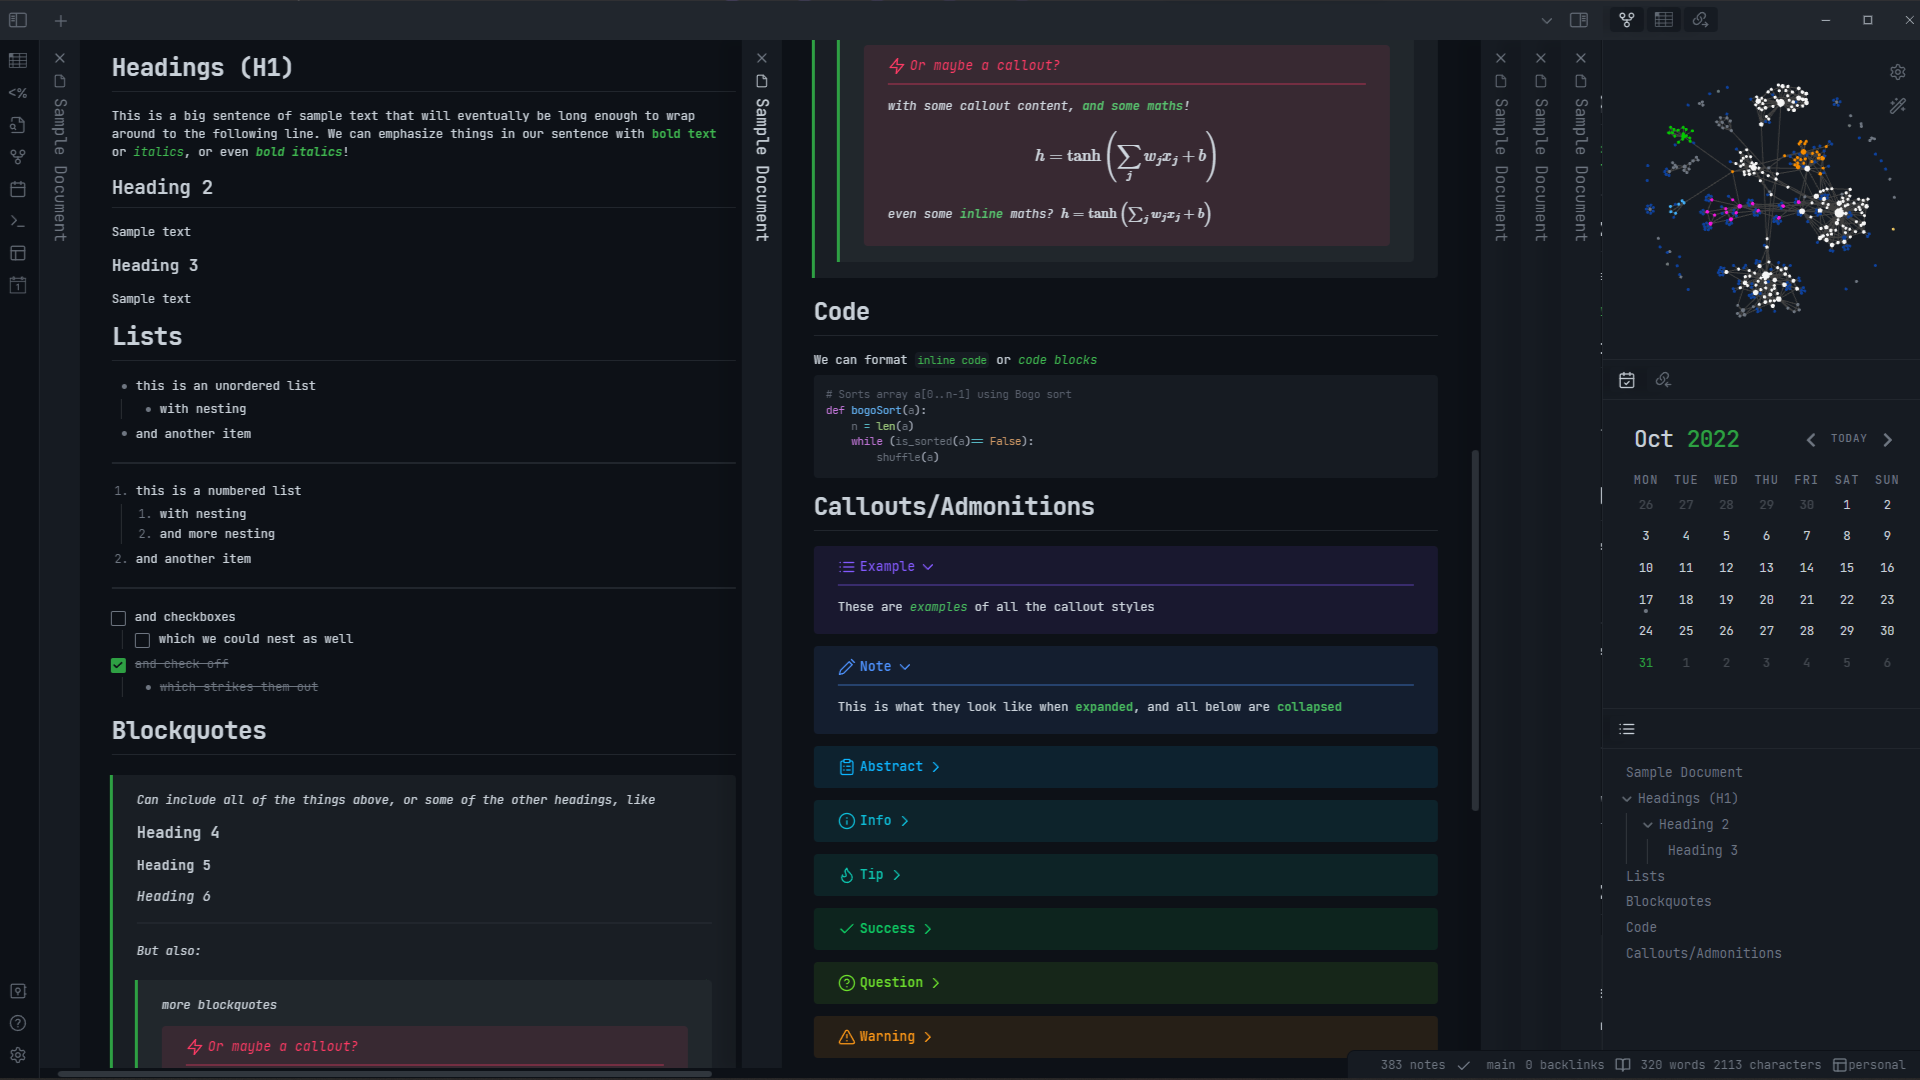 Sample Document
Headings (H1)
This is a big sentence of sample text that will eventually be long enough to wrap
around to the following line. We can emphasize things in our sentence with bold text
or italics, or even bold italics!
Heading 2
Sample text
Heading 3
Sample text
Lists
this is an unordered list
with nesting
and another item
1. this is a numbered list
1. with nesting
2. and more nesting
2. and another item
and checkboxes
which we could nest as well
and check off
which strikes them out
Blockquotes
Can include all of the things above, or some of the other headings, like
Heading 4
Heading 5
Heading 6
But also:
more blockquotes
Or maybe a callout?
Sample Document
Or maybe a callout?
with some callout content, and some maths!
h = tanh (∑_j w_j x_j + b)
even some inline maths? h = tanh (∑_j w_j x_j + b)
Code
We can format inline code or code blocks
# Sorts array a[0..n-1] using Bogo sort
def bogoSort(a):
    n = len(a)
    while (is_sorted(a)== False):
        shuffle(a)
Callouts/Admonitions
Example
These are examples of all the callout styles
Note
This is what they look like when expanded, and all below are collapsed
Abstract
Info
Tip
Success
Question
Warning
Sample Document
Sample Document
Sample Document
Oct 2022
TODAY
MON TUE WED THU FRI SAT SUN
26 27 28 29 30 1 2
3 4 5 6 7 8 9
10 11 12 13 14 15 16
17 18 19 20 21 22 23
24 25 26 27 28 29 30
31 1 2 3 4 5 6
Sample Document
Headings (H1)
Heading 2
Heading 3
Lists
Blockquotes
Code
Callouts/Admonitions
383 notes main 0 backlinks 320 words 2113 characters personal